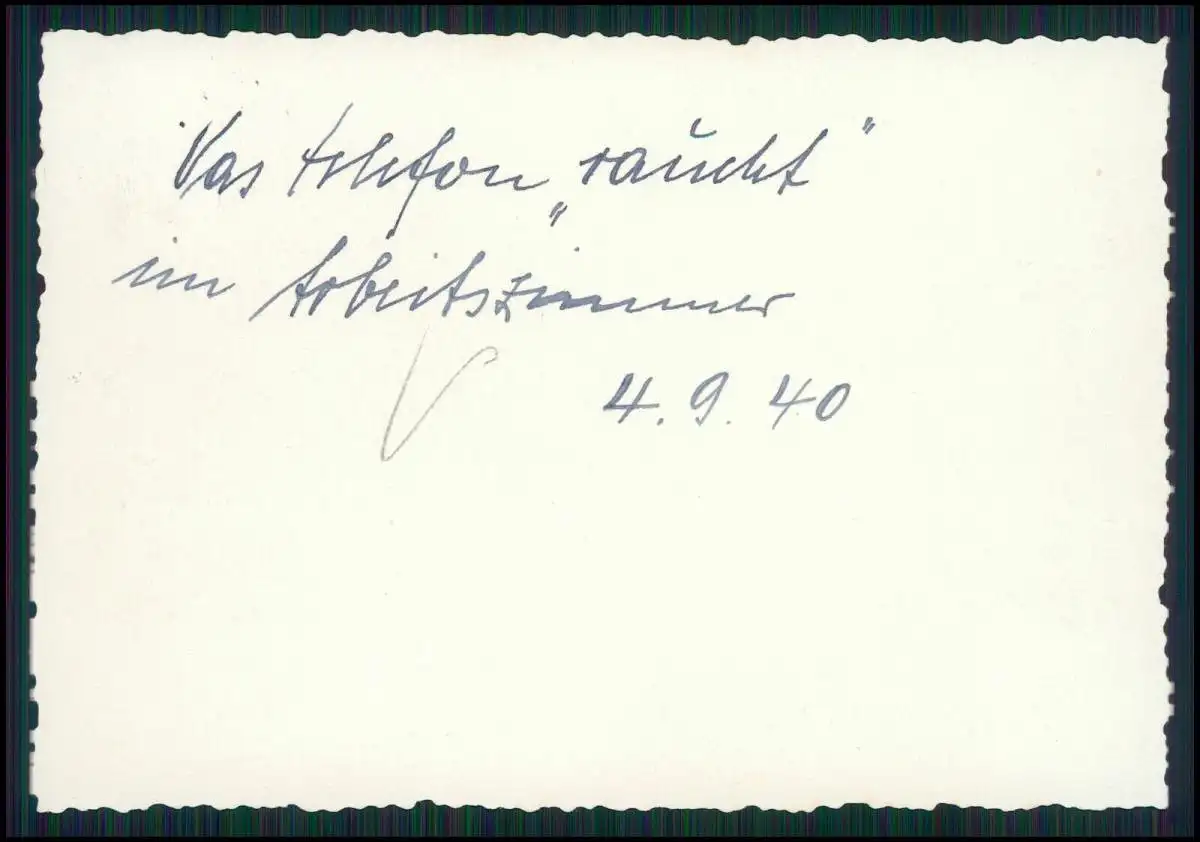 Das Telefon „raucht“
im Arbeitszimmer
4.9.40